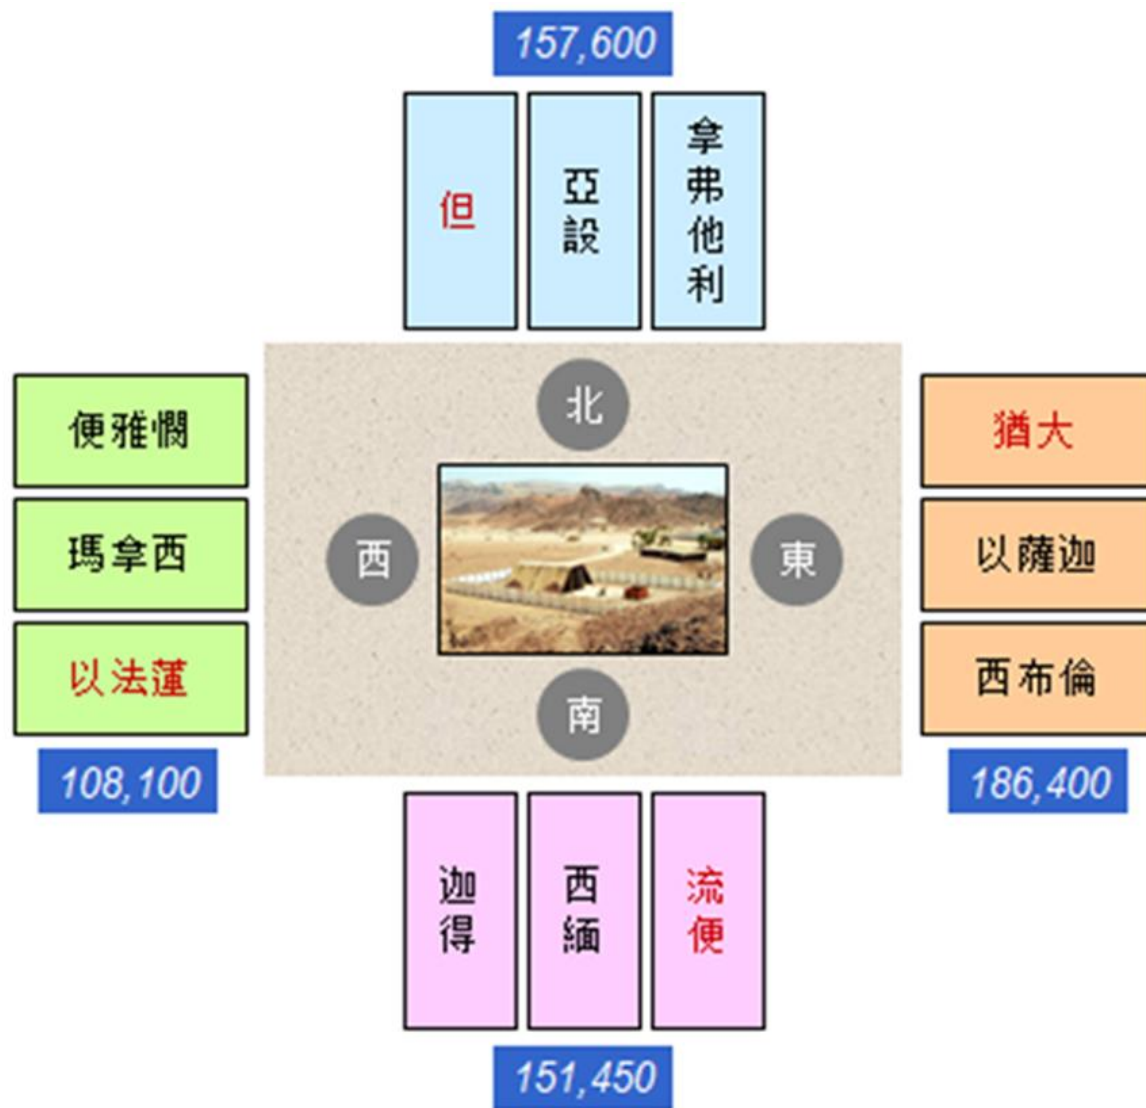 157,600
但
亞設
拿弗他利
北
便雅憫
瑪拿西
以法蓮
108,100
西
東
猶大
以薩迦
西布倫
186,400
南
迦得
西緬
流便
151,450